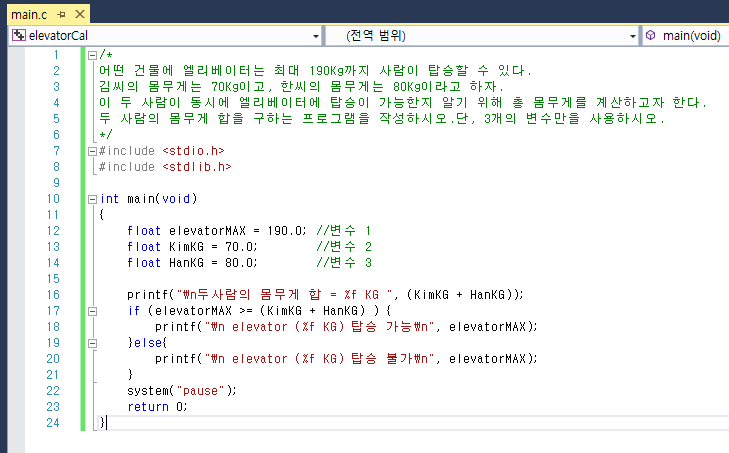 main.c
elevatorCal (전역 범위) main(void)
1 /*
2 어떤 건물에 엘리베이터는 최대 190Kg까지 사람이 탑승할 수 있다.
3 김씨의 몸무게는 70Kg이고, 한씨의 몸무게는 80Kg이라고 하자.
4 이 두 사람이 동시에 엘리베이터에 탑승이 가능한지 알기 위해 총 몸무게를 계산하고자 한다.
5 두 사람의 몸무게 합을 구하는 프로그램을 작성하시오.단, 3개의 변수만을 사용하시오.
6 */
7 #include <stdio.h>
8 #include <stdlib.h>
9
10 int main(void)
11 {
12 float elevatorMAX = 190.0; //변수 1
13 float KimKG = 70.0; //변수 2
14 float HanKG = 80.0; //변수 3
15
16 printf("₩n두사람의 몸무게 합 = %f KG ", (KimKG + HanKG));
17 if (elevatorMAX >= (KimKG + HanKG) ) {
18 printf("₩n elevator (%f KG) 탑승 가능₩n", elevatorMAX);
19 }else{
20 printf("₩n elevator (%f KG) 탑승 불가₩n", elevatorMAX);
21 }
22 system("pause");
23 return 0;
24 }